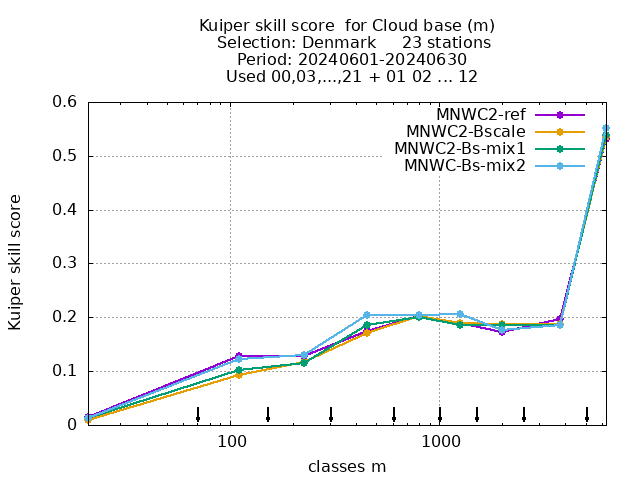 Kuiper skill score  for Cloud base (m)
Selection: Denmark     23 stations
Period: 20240601-20240630
Used 00,03,...,21 + 01 02 ... 12
MNWC2-ref
MNWC2-Bscale
MNWC2-Bs-mix1
MNWC-Bs-mix2
Kuiper skill score
0.6
0.5
0.4
0.3
0.2
0.1
0
100
1000
classes m